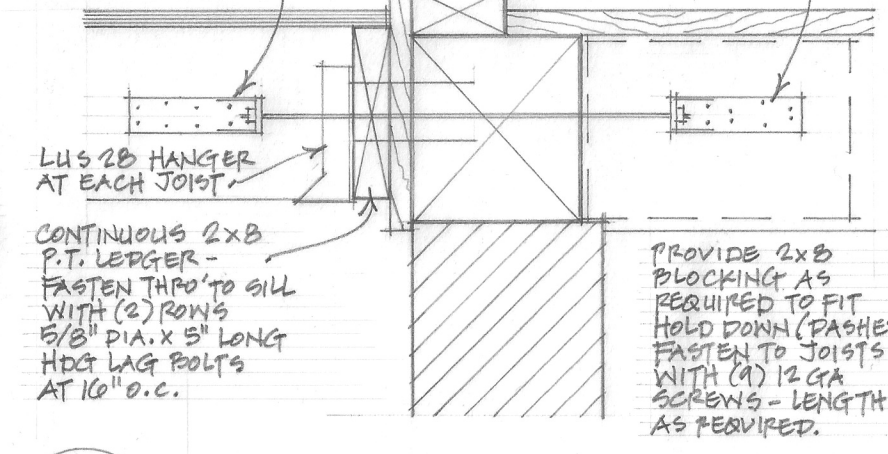 LUS 28 HANGER
AT EACH JOIST.
CONTINUOUS 2x8
P.T. LEDGER -
FASTEN THRO' TO SILL
WITH (2) ROWS
5/8" DIA. x 5" LONG
HDG LAG BOLTS
AT 16" O.C.
PROVIDE 2x8
BLOCKING AS
REQUIRED TO FIT
HOLD DOWN (DASHE
FASTEN TO JOISTS
WITH (9) 12 GA
SCREWS - LENGTH
AS REQUIRED.